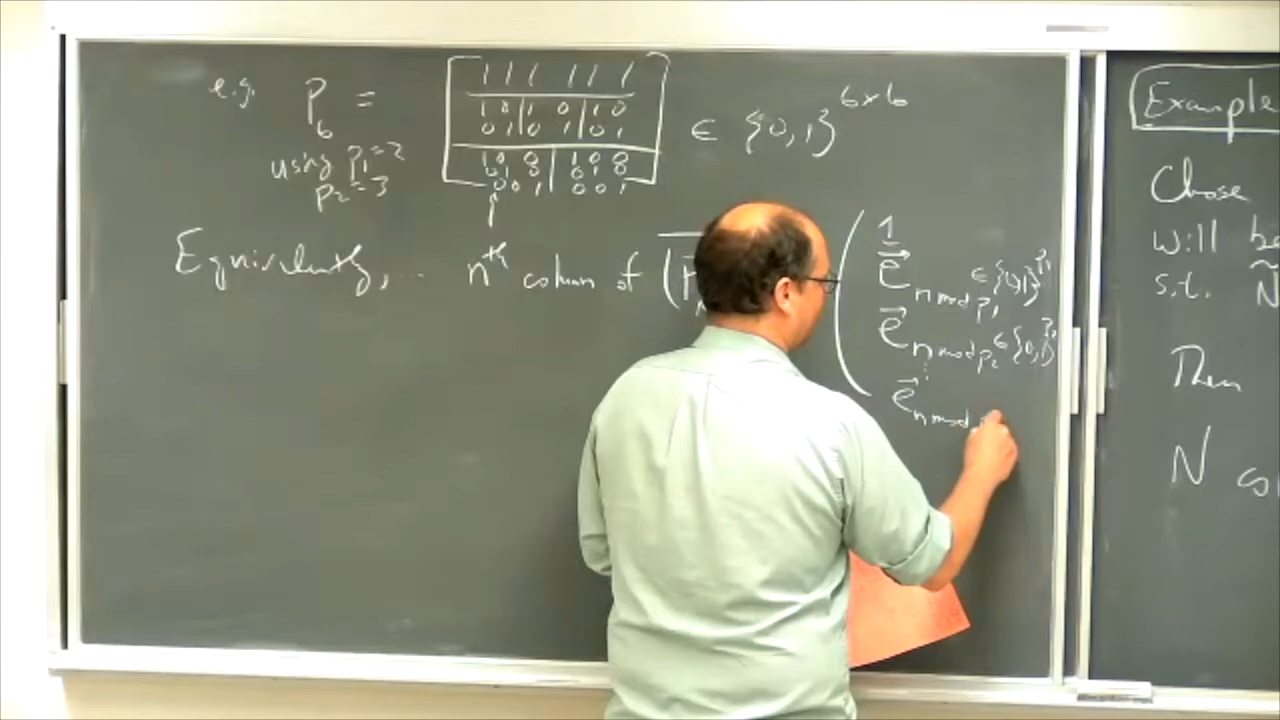 e.g. P₆ = [
1 1 1 1 1 1
1 0 | 1 0 | 1 0
0 1 | 0 1 | 0 1
1 0 0 | 1 0 0
0 1 0 | 0 1 0
0 0 1 | 0 0 1
] ∈ {0,1}^{6×6}
using p₁=2
p₂=3
Equivalently, ... nᵗʰ column of (
1
e⃗_{n mod p₁} ∈ {0,1}^{p₁}
e⃗_{n mod p₂} ∈ {0,1}^{p₂}
⋮
e⃗_{n mod
Example
Chose
will be
s.t. Ñ
Then
N